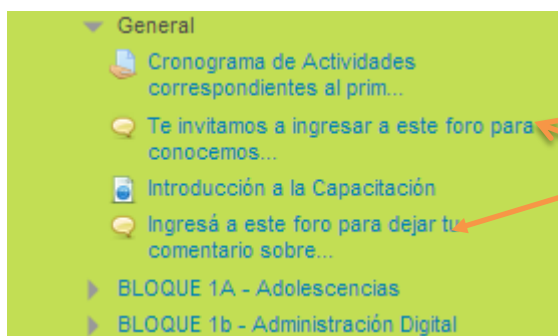 General
Cronograma de Actividades
correspondientes al prim...
Te invitamos a ingresar a este foro para
conocemos...
Introducción a la Capacitación
Ingresá a este foro para dejar tu
comentario sobre...
BLOQUE 1A - Adolescencias
BLOQUE 1b - Administración Digital